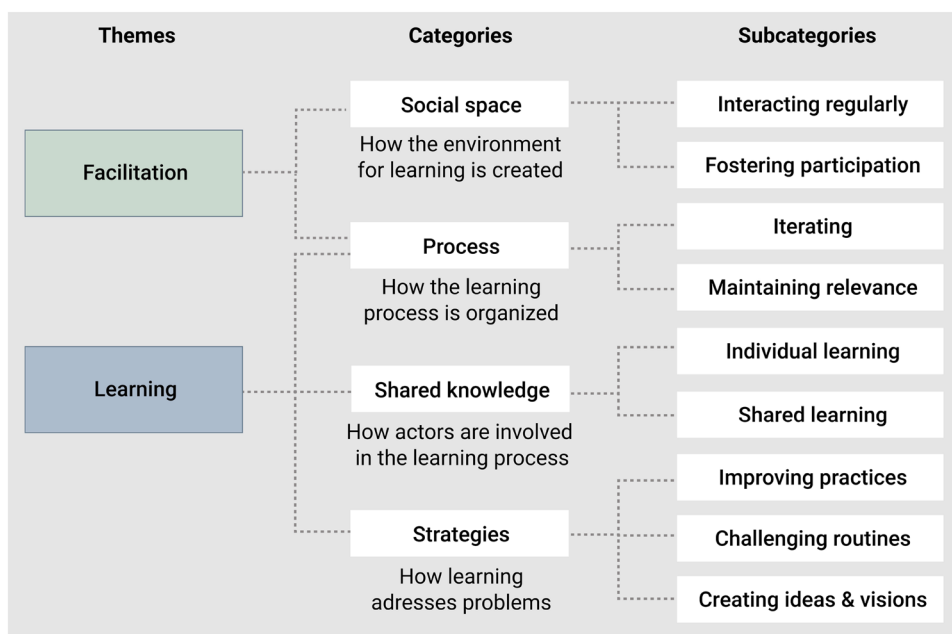 Themes
Categories
Subcategories
Facilitation
Learning
Social space
How the environment
for learning is created
Process
How the learning
process is organized
Shared knowledge
How actors are involved
in the learning process
Strategies
How learning
adresses problems
Interacting regularly
Fostering participation
Iterating
Maintaining relevance
Individual learning
Shared learning
Improving practices
Challenging routines
Creating ideas & visions